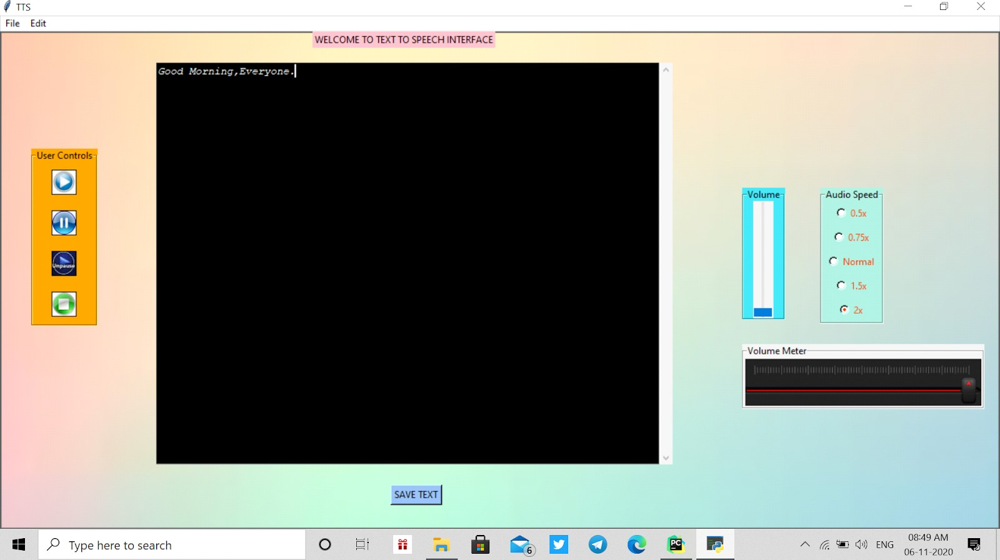 TTS
File Edit
WELCOME TO TEXT TO SPEECH INTERFACE
Good Morning,Everyone.
User Controls
Unpause
Volume
Audio Speed
0.5x
0.75x
Normal
1.5x
2x
Volume Meter
SAVE TEXT
Type here to search
6
PC
ENG
08:49 AM
06-11-2020